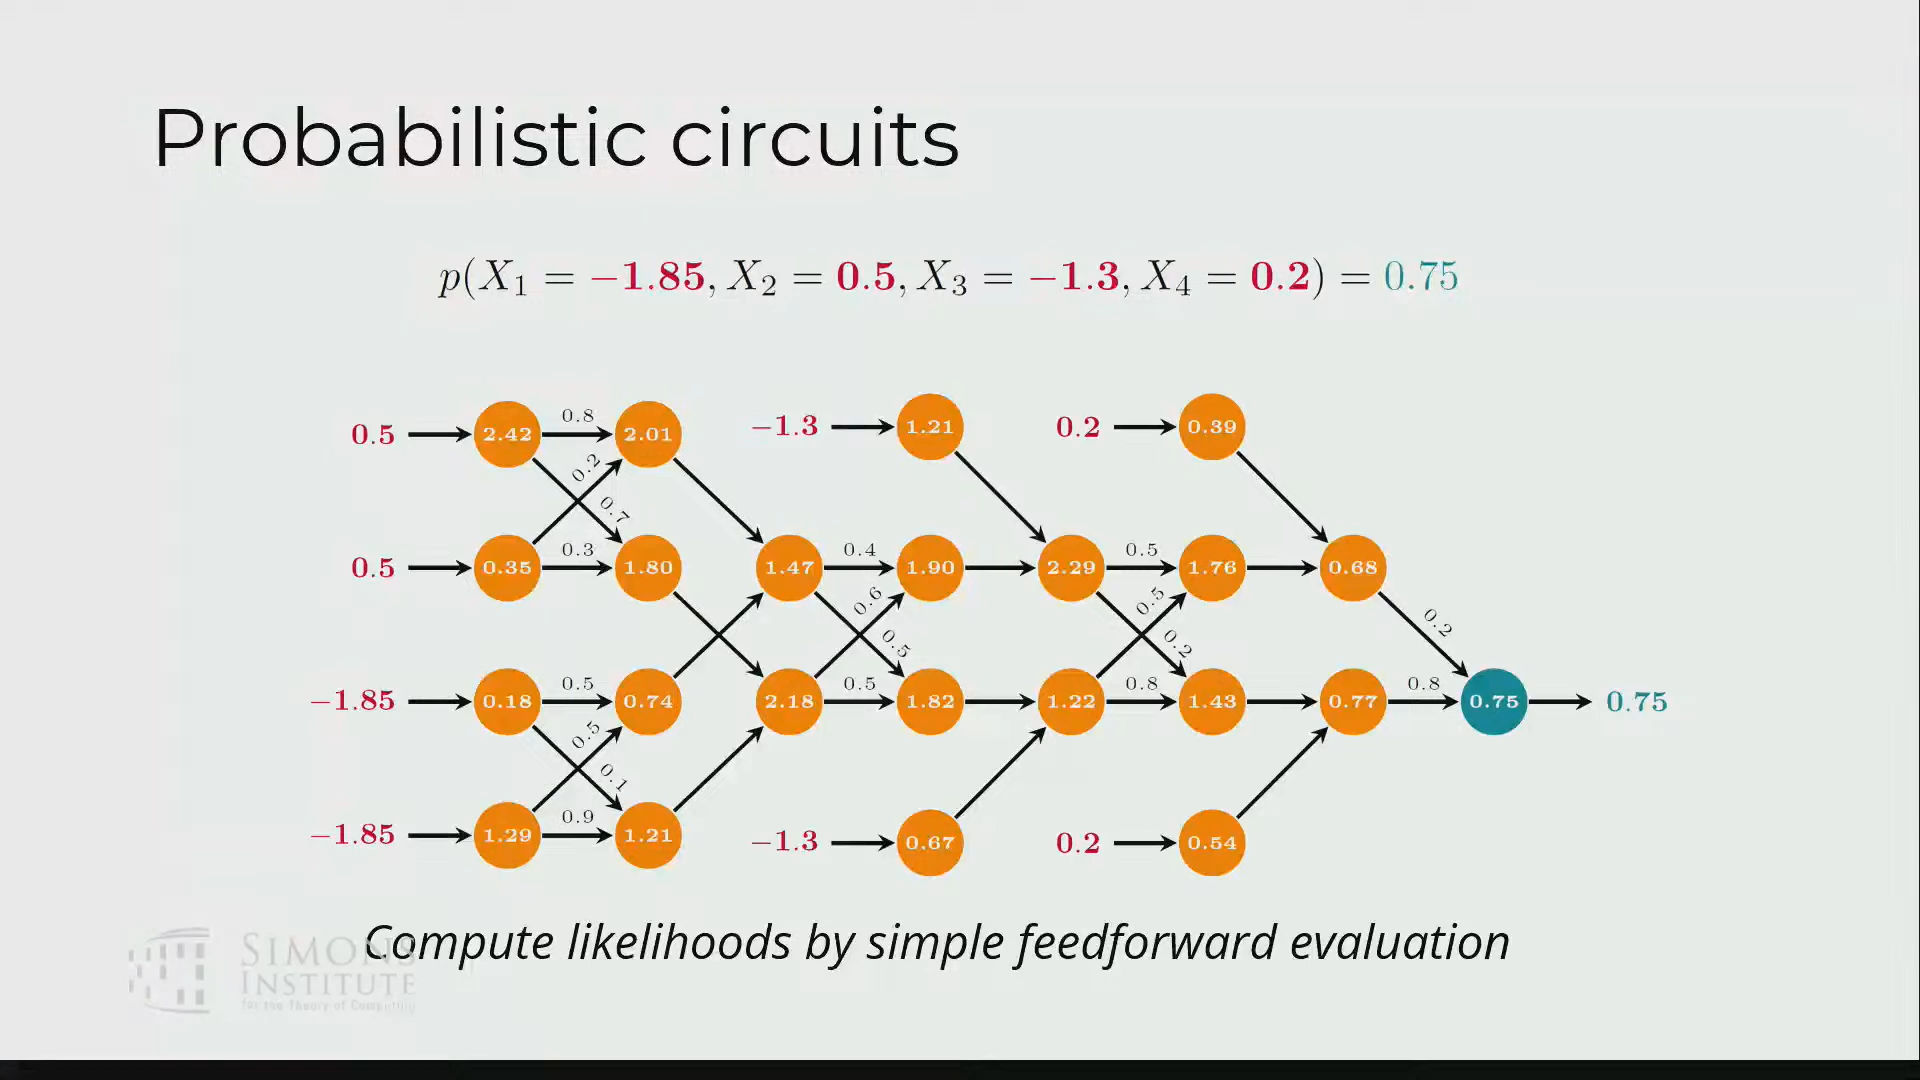 Probabilistic circuits
p(X₁ = −1.85, X₂ = 0.5, X₃ = −1.3, X₄ = 0.2) = 0.75
0.5 2.42 0.8 2.01 −1.3 1.21 0.2 0.39
0.2 0.7
0.5 0.35 0.3 1.80 1.47 0.4 1.90 2.29 0.5 1.76 0.68
0.6 0.5 0.5 0.2 0.2
−1.85 0.18 0.5 0.74 2.18 0.5 1.82 1.22 0.8 1.43 0.77 0.8 0.75 0.75
0.5 0.1
−1.85 1.29 0.9 1.21 −1.3 0.67 0.2 0.54
Compute likelihoods by simple feedforward evaluation
SIMONS
INSTITUTE
for the Theory of Computing